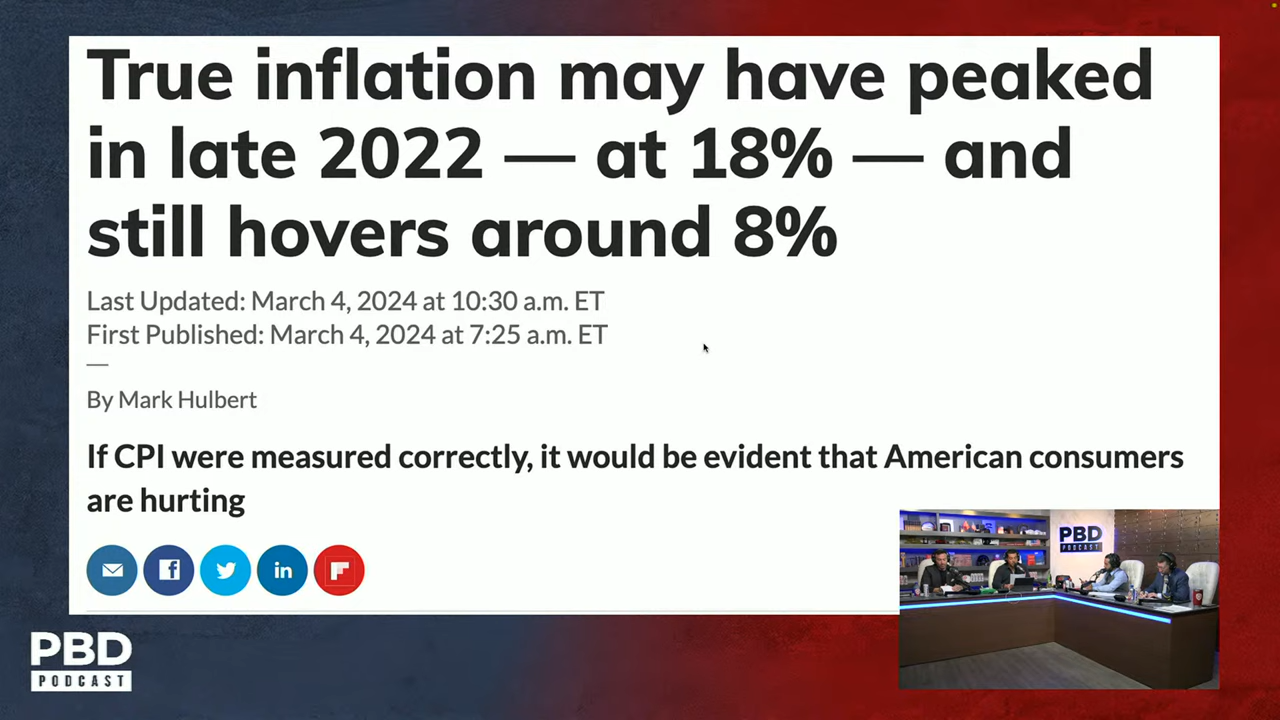 True inflation may have peaked
in late 2022 — at 18% — and
still hovers around 8%
Last Updated: March 4, 2024 at 10:30 a.m. ET
First Published: March 4, 2024 at 7:25 a.m. ET
—
By Mark Hulbert
If CPI were measured correctly, it would be evident that American consumers
are hurting
f
in
PBD
PODCAST
PBD
PODCAST